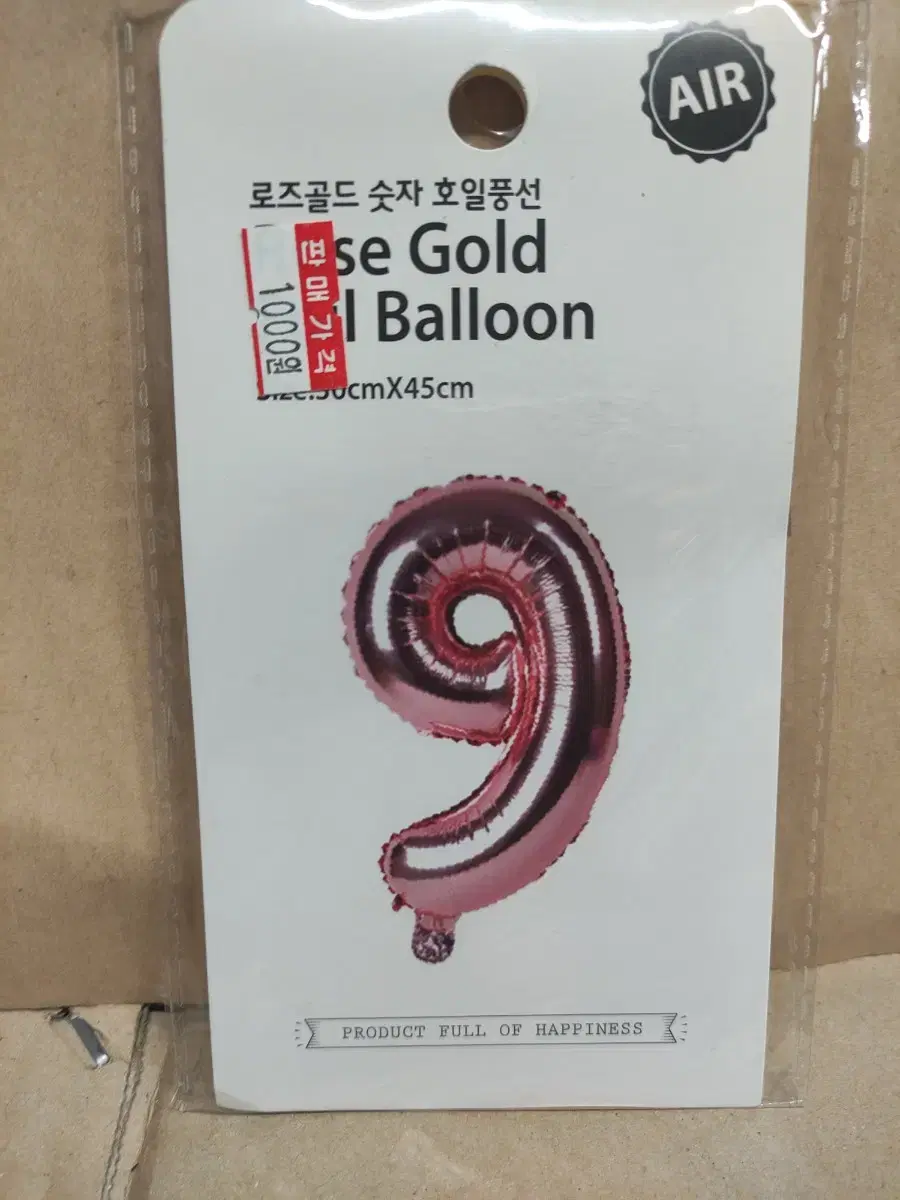 AIR
로즈골드 숫자 호일풍선
se Gold
l Balloon
판매가격
1000원
cmX45cm
PRODUCT FULL OF HAPPINESS